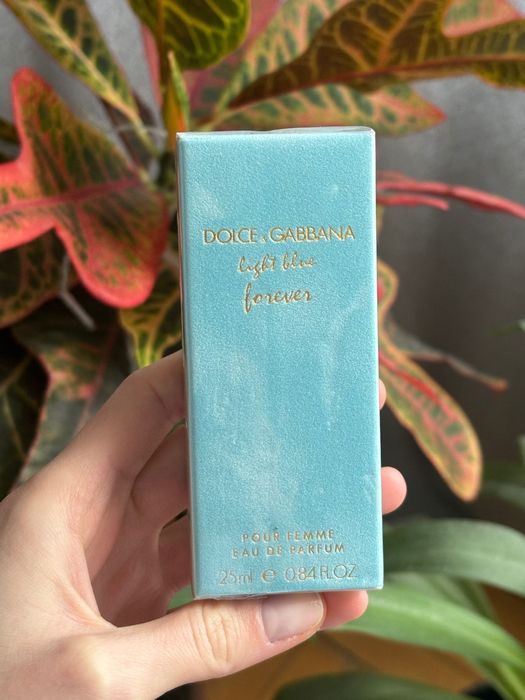 DOLCE & GABBANA
light blue
forever
POUR FEMME
EAU DE PARFUM
25ml e 0.84 FL.OZ